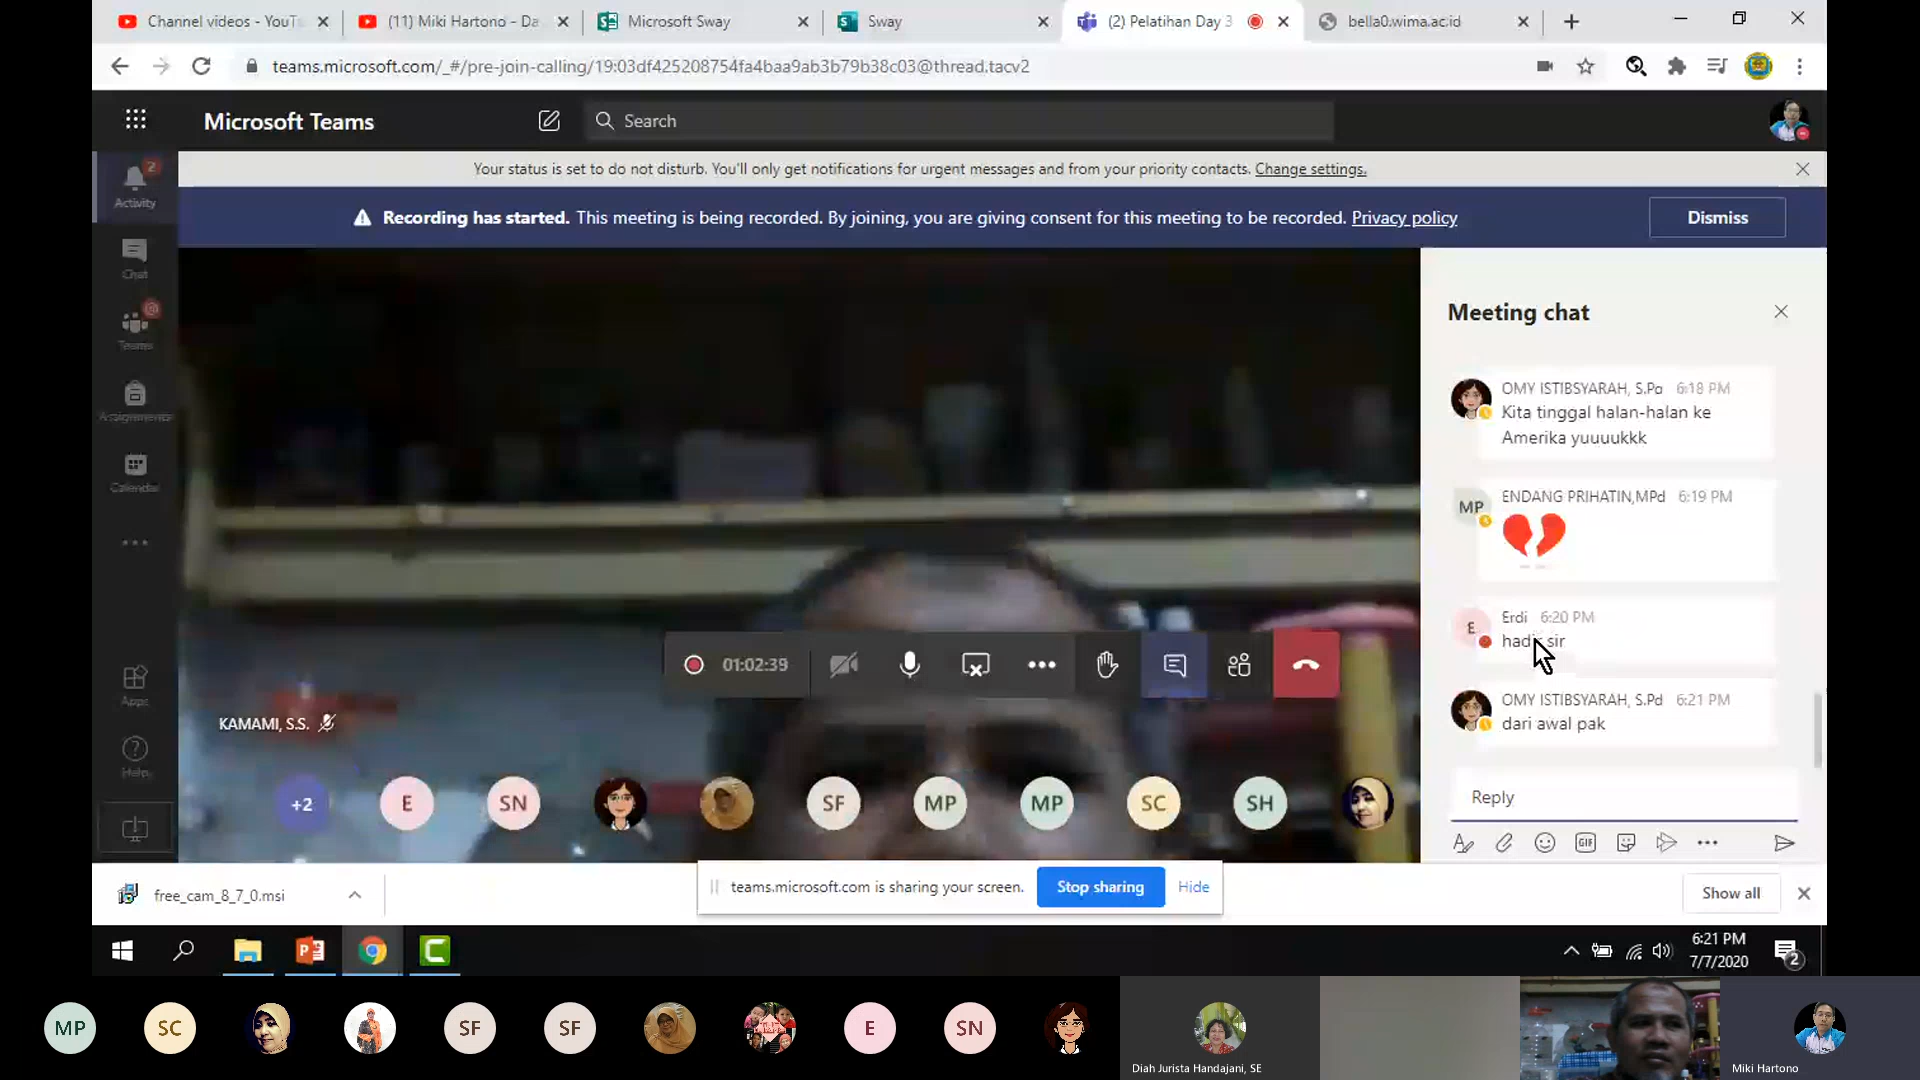 Channel videos - YouT
(11) Miki Hartono - Da
Microsoft Sway
Sway
(2) Pelatihan Day 3
bella0.wima.ac.id
teams.microsoft.com/_#/pre-join-calling/19:03df425208754fa4baa9ab3b79b38c03@thread.tacv2
Microsoft Teams
Search
Your status is set to do not disturb. You'll only get notifications for urgent messages and from your priority contacts. Change settings.
Recording has started. This meeting is being recorded. By joining, you are giving consent for this meeting to be recorded. Privacy policy
Dismiss
2
Activity
Chat
Teams
Assignments
Calendar
Apps
Help
Meeting chat
OMY ISTIBSYARAH, S.Pd 6:18 PM
Kita tinggal halan-halan ke
Amerika yuuuukkk
MP
ENDANG PRIHATIN,MPd 6:19 PM
E
Erdi 6:20 PM
hadir sir
OMY ISTIBSYARAH, S.Pd 6:21 PM
dari awal pak
Reply
GIF
01:02:39
KAMAMI, S.S.
+2
E
SN
SF
MP
MP
SC
SH
free_cam_8_7_0.msi
teams.microsoft.com is sharing your screen.
Stop sharing
Hide
Show all
6:21 PM
7/7/2020
2
MP
SC
SF
SF
E
SN
Diah Jurista Handajani, SE
Miki Hartono